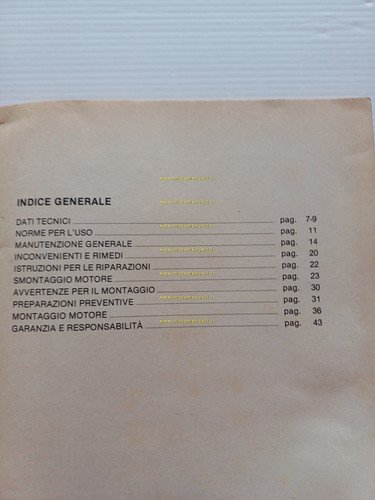 INDICE GENERALE
DATI TECNICI pag. 7-9
NORME PER L'USO pag. 11
MANUTENZIONE GENERALE pag. 14
INCONVENIENTI E RIMEDI pag. 20
ISTRUZIONI PER LE RIPARAZIONI pag. 22
SMONTAGGIO MOTORE pag. 23
AVVERTENZE PER IL MONTAGGIO pag. 30
PREPARAZIONI PREVENTIVE pag. 31
MONTAGGIO MOTORE pag. 36
GARANZIA E RESPONSABILITÀ pag. 43